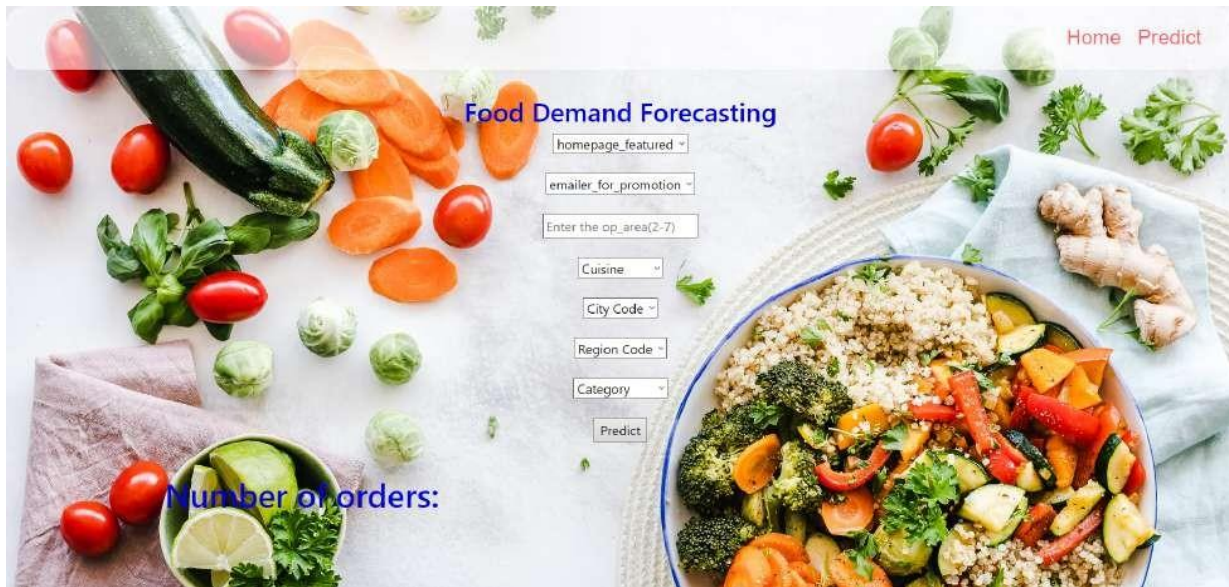 Home Predict
Food Demand Forecasting
homepage_featured
emailer_for_promotion
Enter the op_area(2-7)
Cuisine
City Code
Region Code
Category
Predict
Number of orders: